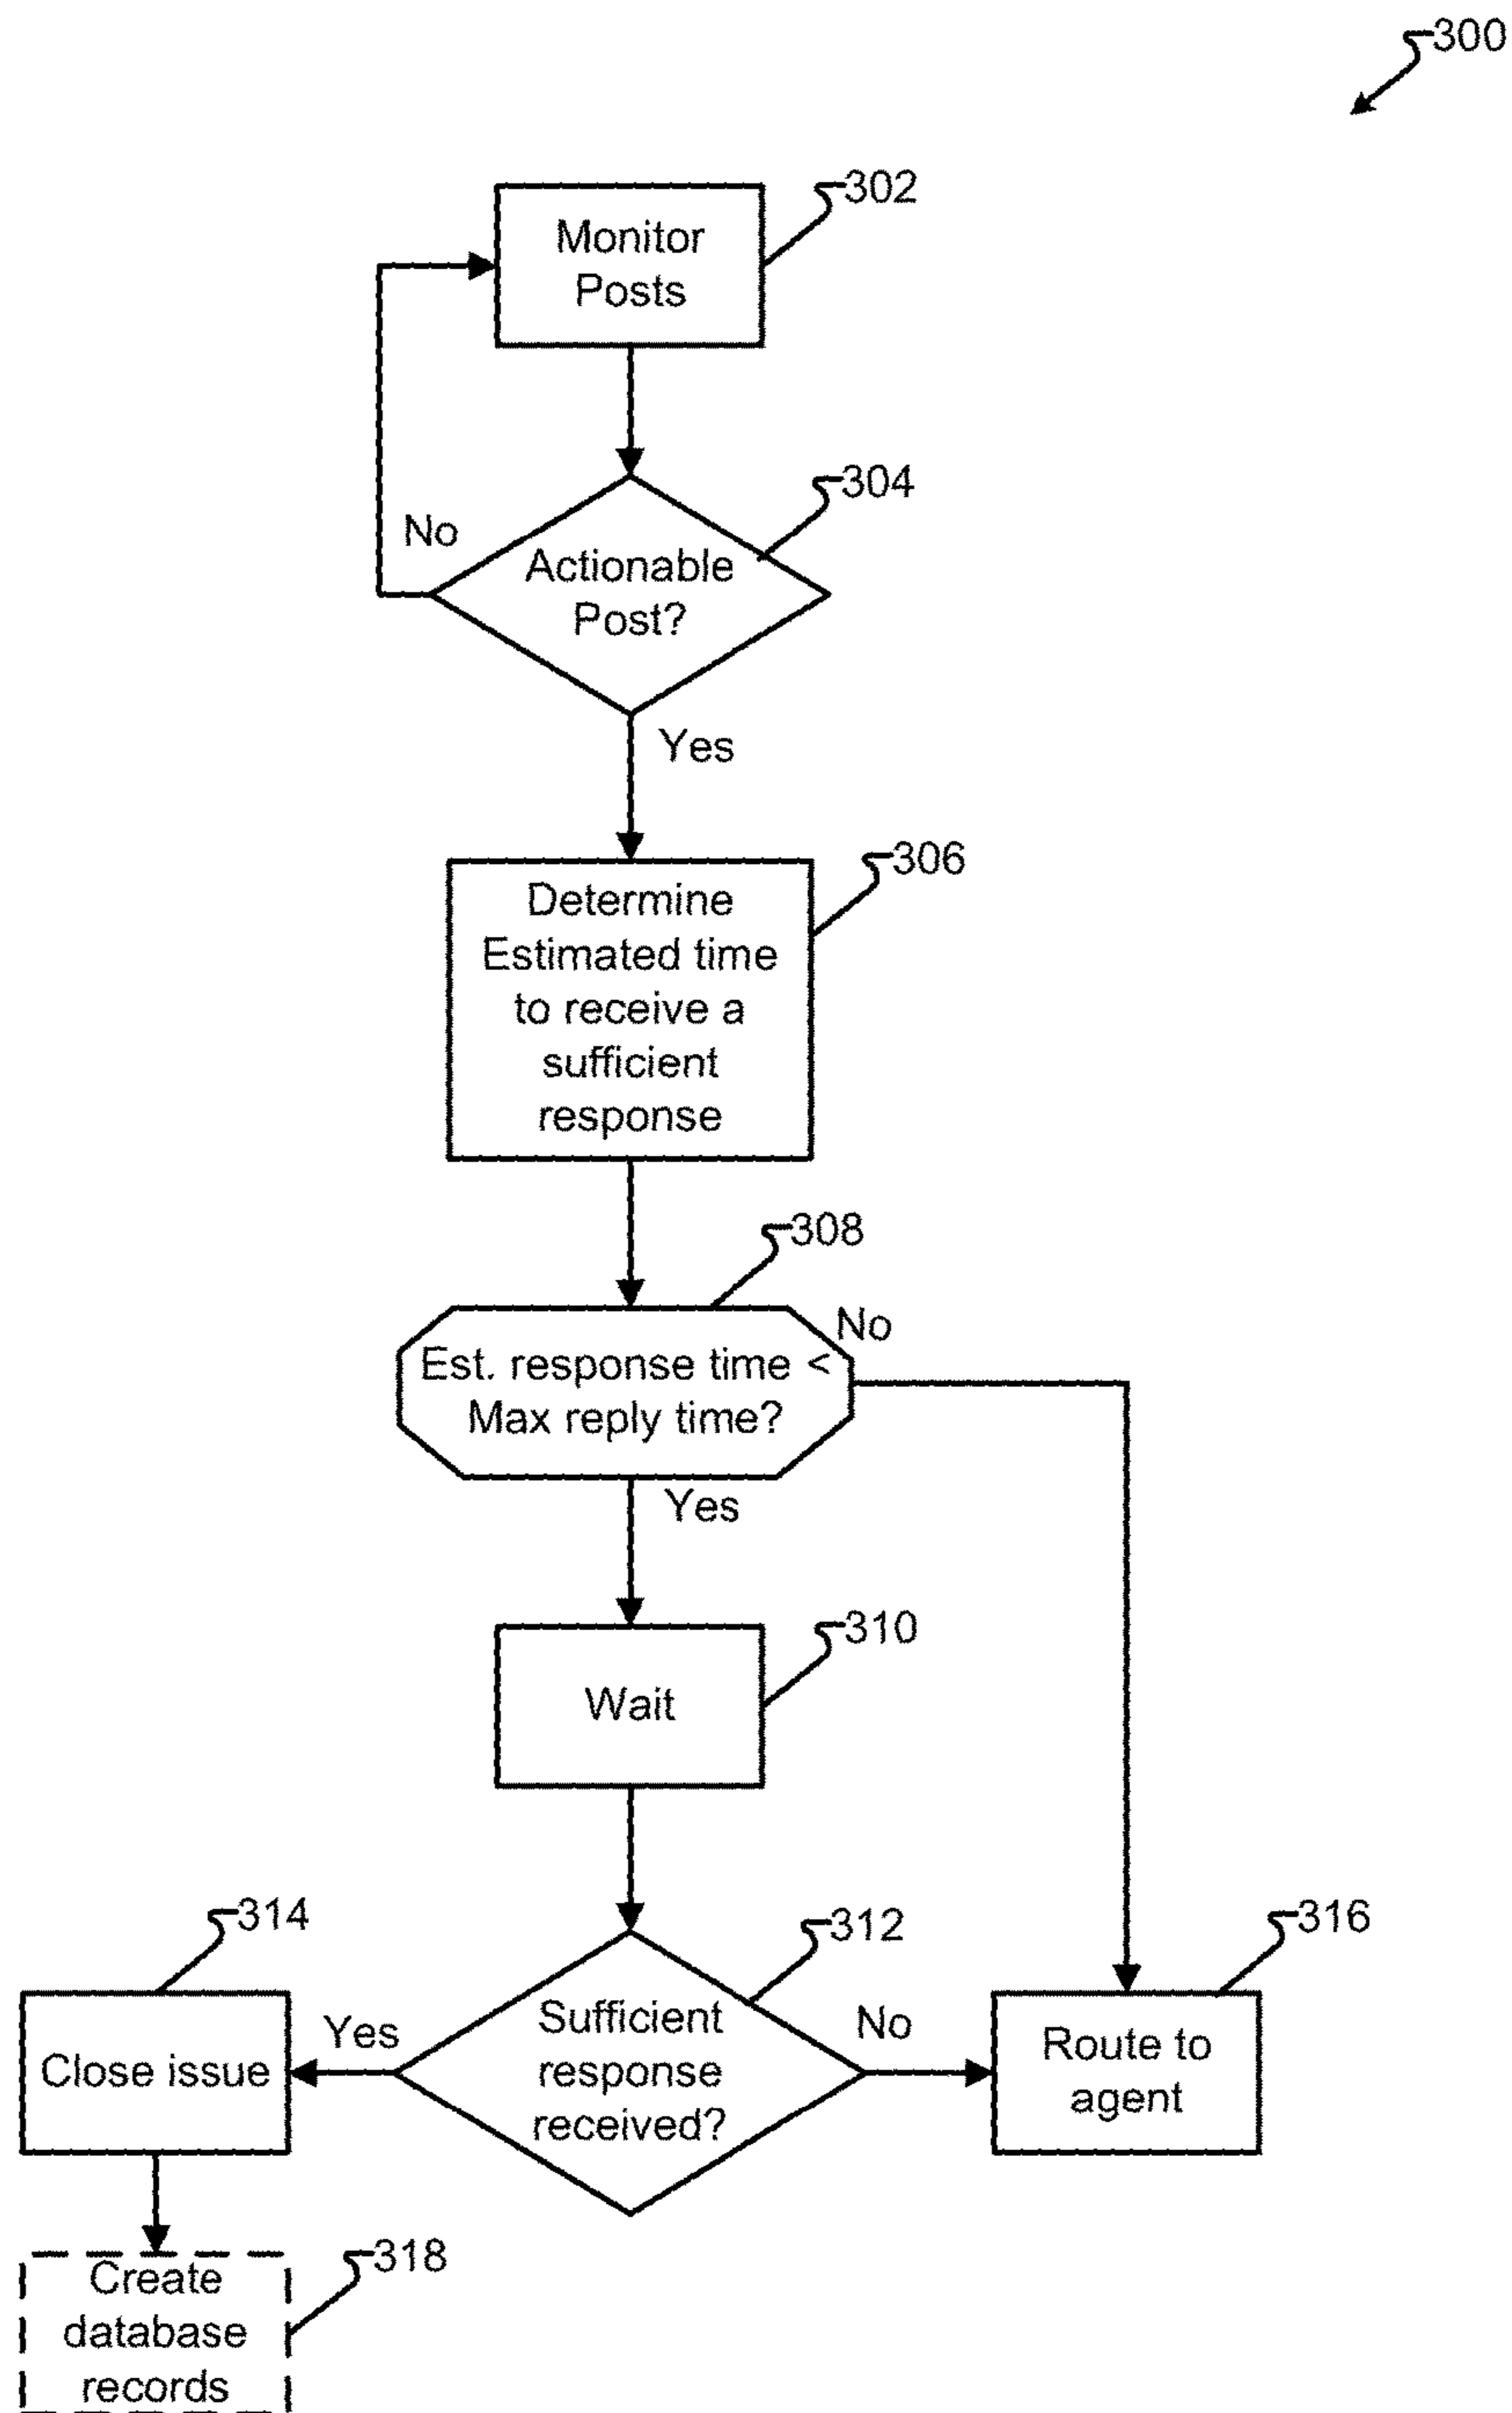 300
302
Monitor
Posts
304
No
Actionable
Post?
Yes
306
Determine
Estimated time
to receive a
sufficient
response
308
No
Est. response time <
Max reply time?
Yes
310
Wait
314
312
316
Sufficient
response
received?
Yes
No
Close issue
Route to
agent
318
Create
database
records